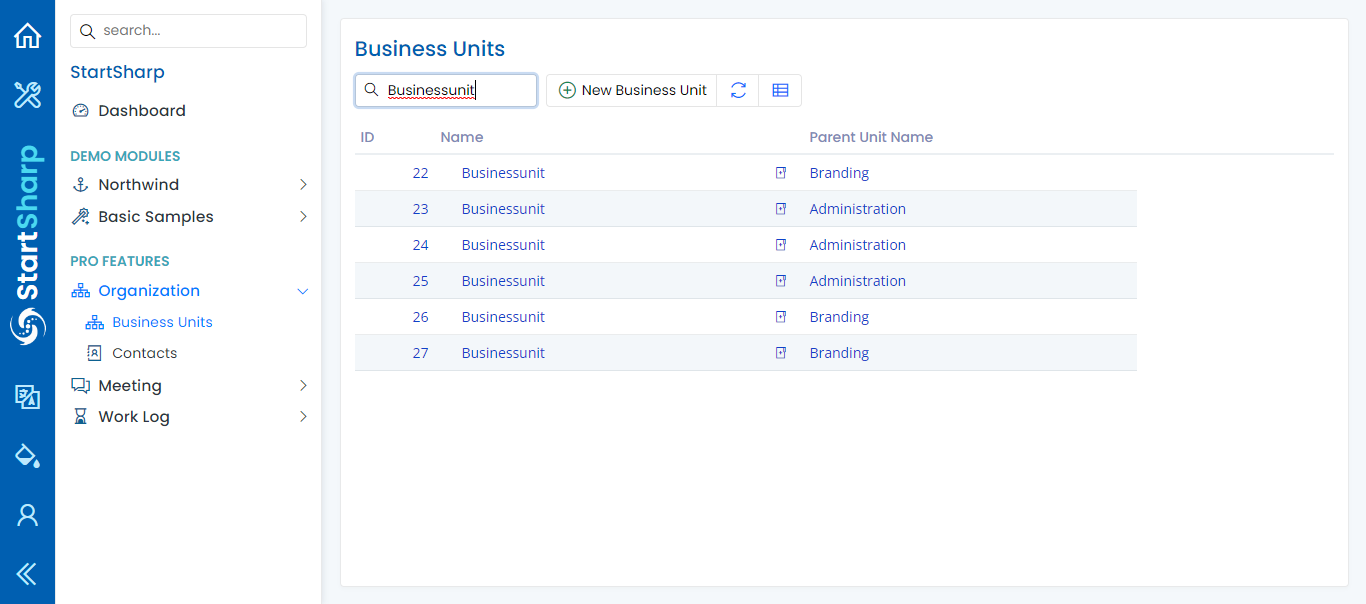 StartSharp
search...
StartSharp
Dashboard
DEMO MODULES
Northwind
Basic Samples
PRO FEATURES
Organization
Business Units
Contacts
Meeting
Work Log
Business Units
Businessunit
New Business Unit
ID Name Parent Unit Name
22 Businessunit Branding
23 Businessunit Administration
24 Businessunit Administration
25 Businessunit Administration
26 Businessunit Branding
27 Businessunit Branding